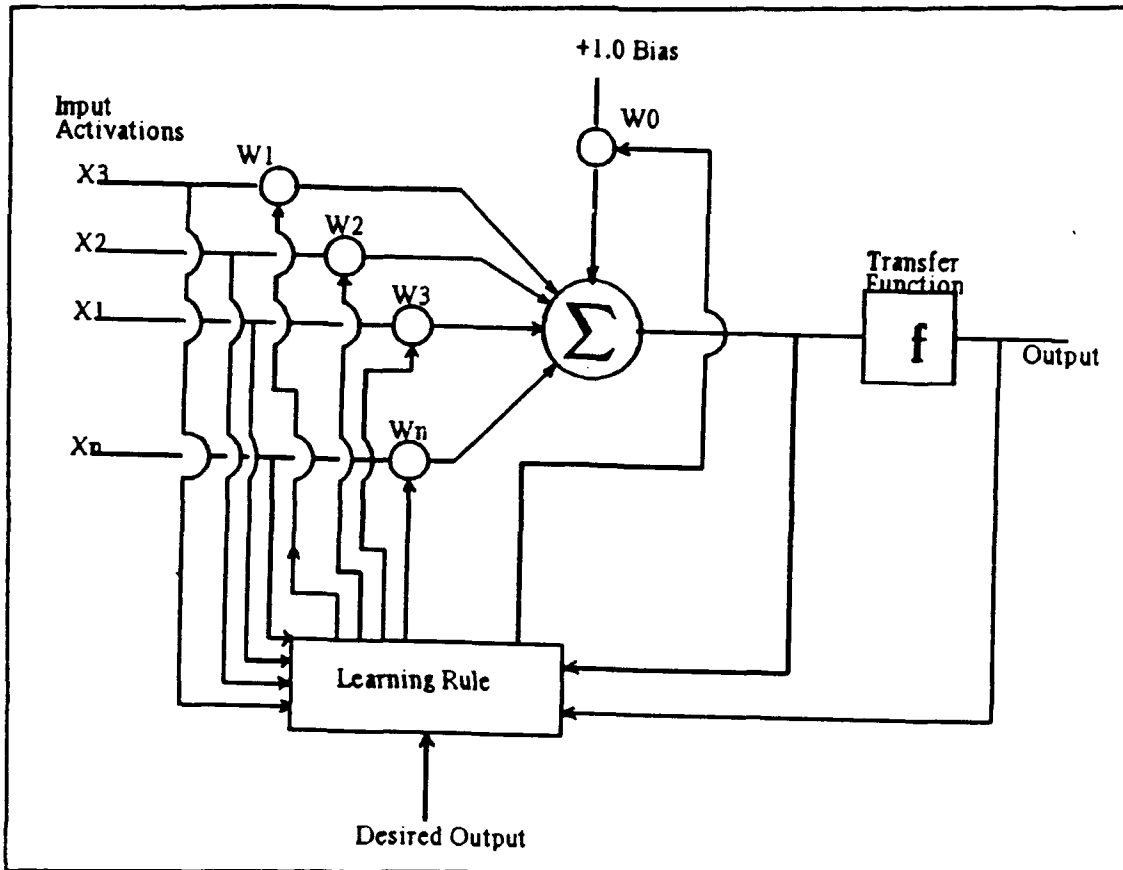 +1.0 Bias
W0
Input
Activations
X3
W1
X2
W2
X1
W3
Xn
Wn
Σ
Transfer
Function
f
Output
Learning Rule
Desired Output